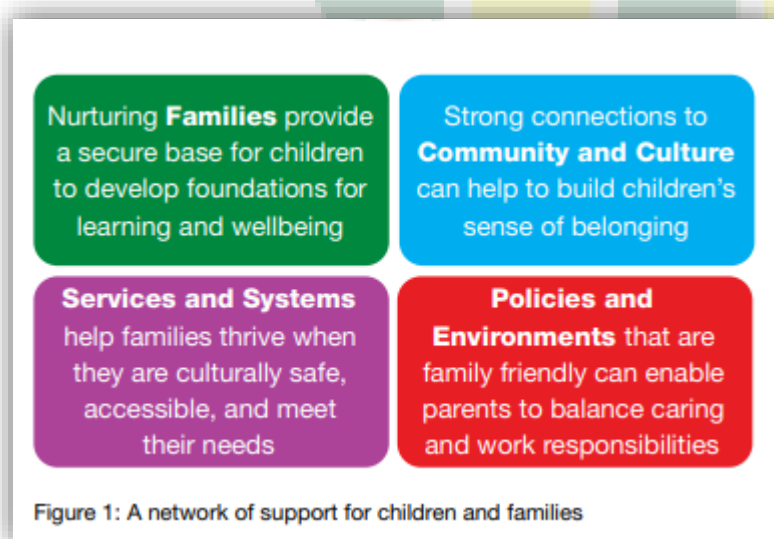 Nurturing Families provide
a secure base for children
to develop foundations for
learning and wellbeing
Strong connections to
Community and Culture
can help to build children's
sense of belonging
Services and Systems
help families thrive when
they are culturally safe,
accessible, and meet
their needs
Policies and
Environments that are
family friendly can enable
parents to balance caring
and work responsibilities
Figure 1: A network of support for children and families